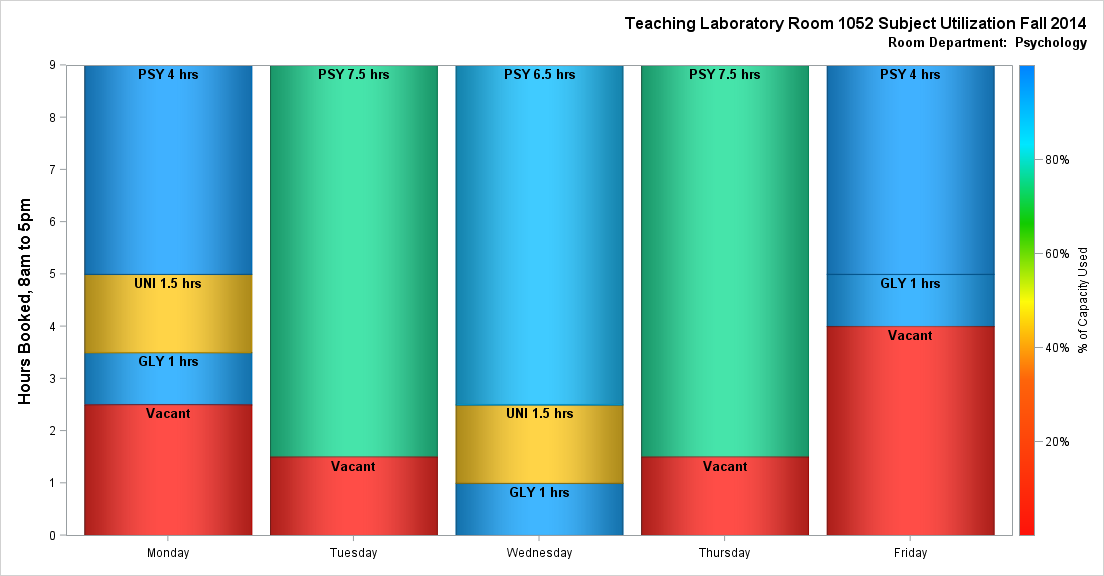 Teaching Laboratory Room 1052 Subject Utilization Fall 2014
Room Department: Psychology
Hours Booked, 8am to 5pm
9
8
7
6
5
4
3
2
1
0
PSY 4 hrs
UNI 1.5 hrs
GLY 1 hrs
Vacant
PSY 7.5 hrs
Vacant
PSY 6.5 hrs
UNI 1.5 hrs
GLY 1 hrs
PSY 7.5 hrs
Vacant
PSY 4 hrs
GLY 1 hrs
Vacant
Monday
Tuesday
Wednesday
Thursday
Friday
80%
60%
40%
20%
% of Capacity Used